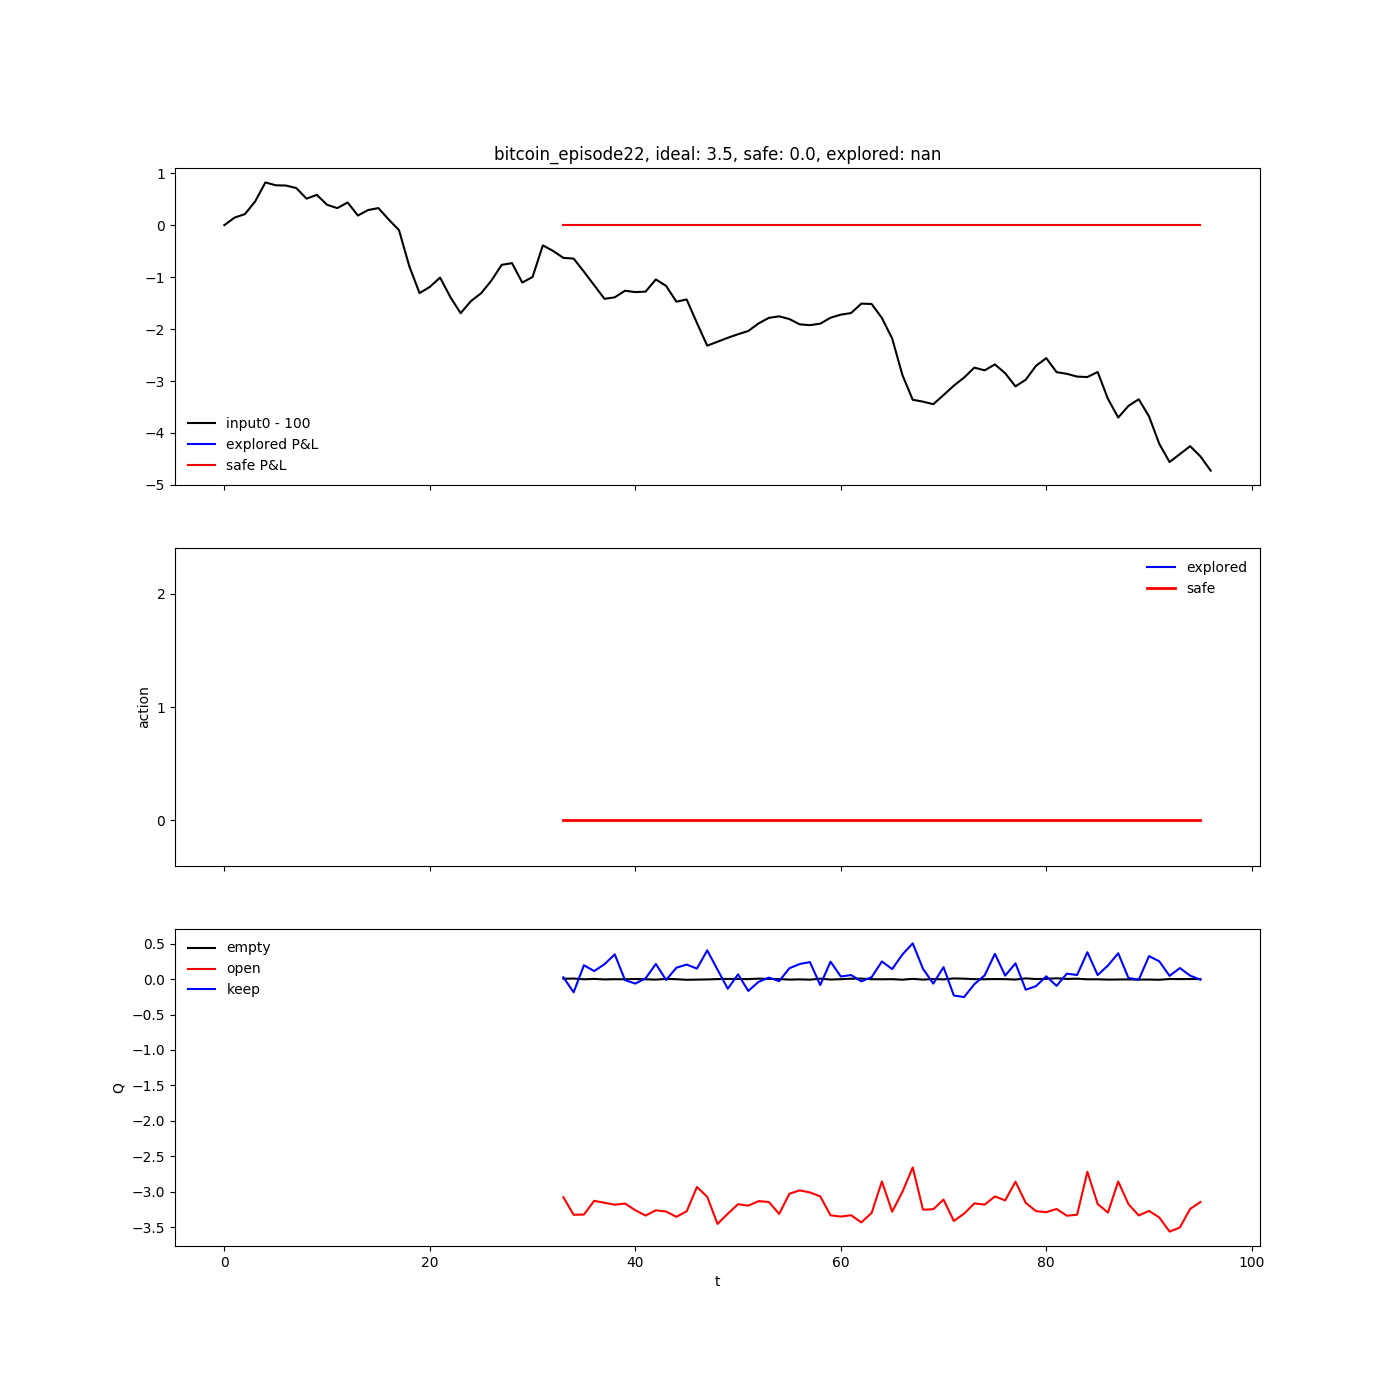 bitcoin_episode22, ideal: 3.5, safe: 0.0, explored: nan
1
0
−1
−2
−3
−4
−5
input0 - 100
explored P&L
safe P&L
action
2
1
0
explored
safe
Q
0.5
0.0
−0.5
−1.0
−1.5
−2.0
−2.5
−3.0
−3.5
empty
open
keep
0 20 40 60 80 100
t